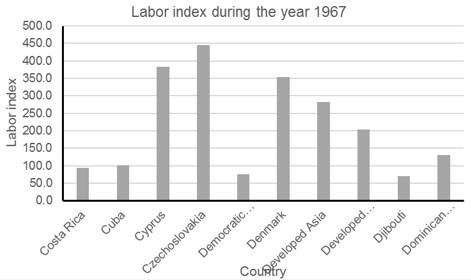 Labor index during the year 1967
500.0
450.0
400.0
350.0
300.0
250.0
200.0
150.0
100.0
50.0
0.0
Labor index
Costa Rica
Cuba
Cyprus
Czechoslovakia
Democratic...
Denmark
Developed Asia
Developed...
Djibouti
Dominican...
Country